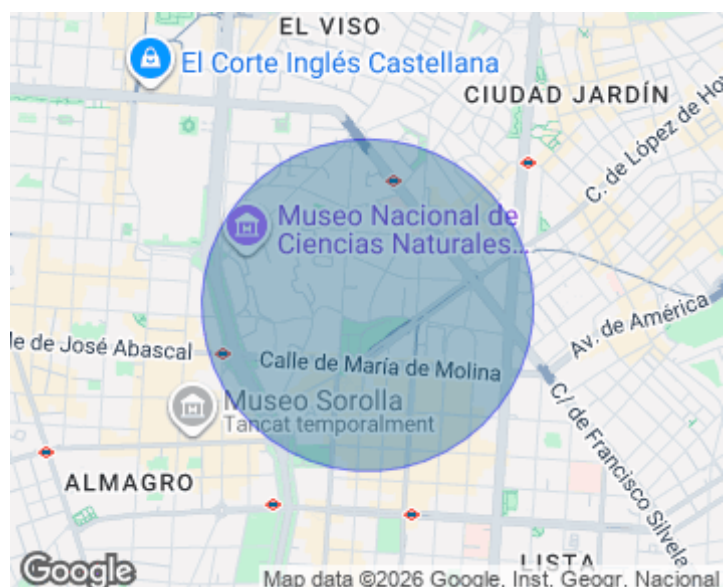 EL VISO
El Corte Inglés Castellana
CIUDAD JARDÍN
C. de López de Ho
Museo Nacional de
Ciencias Naturales...
Av. de América
lle de José Abascal
Calle de María de Molina
Museo Sorolla
Tancat temporalment
C/ de Francisco Silvela
ALMAGRO
LISTA
Google
Map data ©2026 Google, Inst. Geogr. Nacional